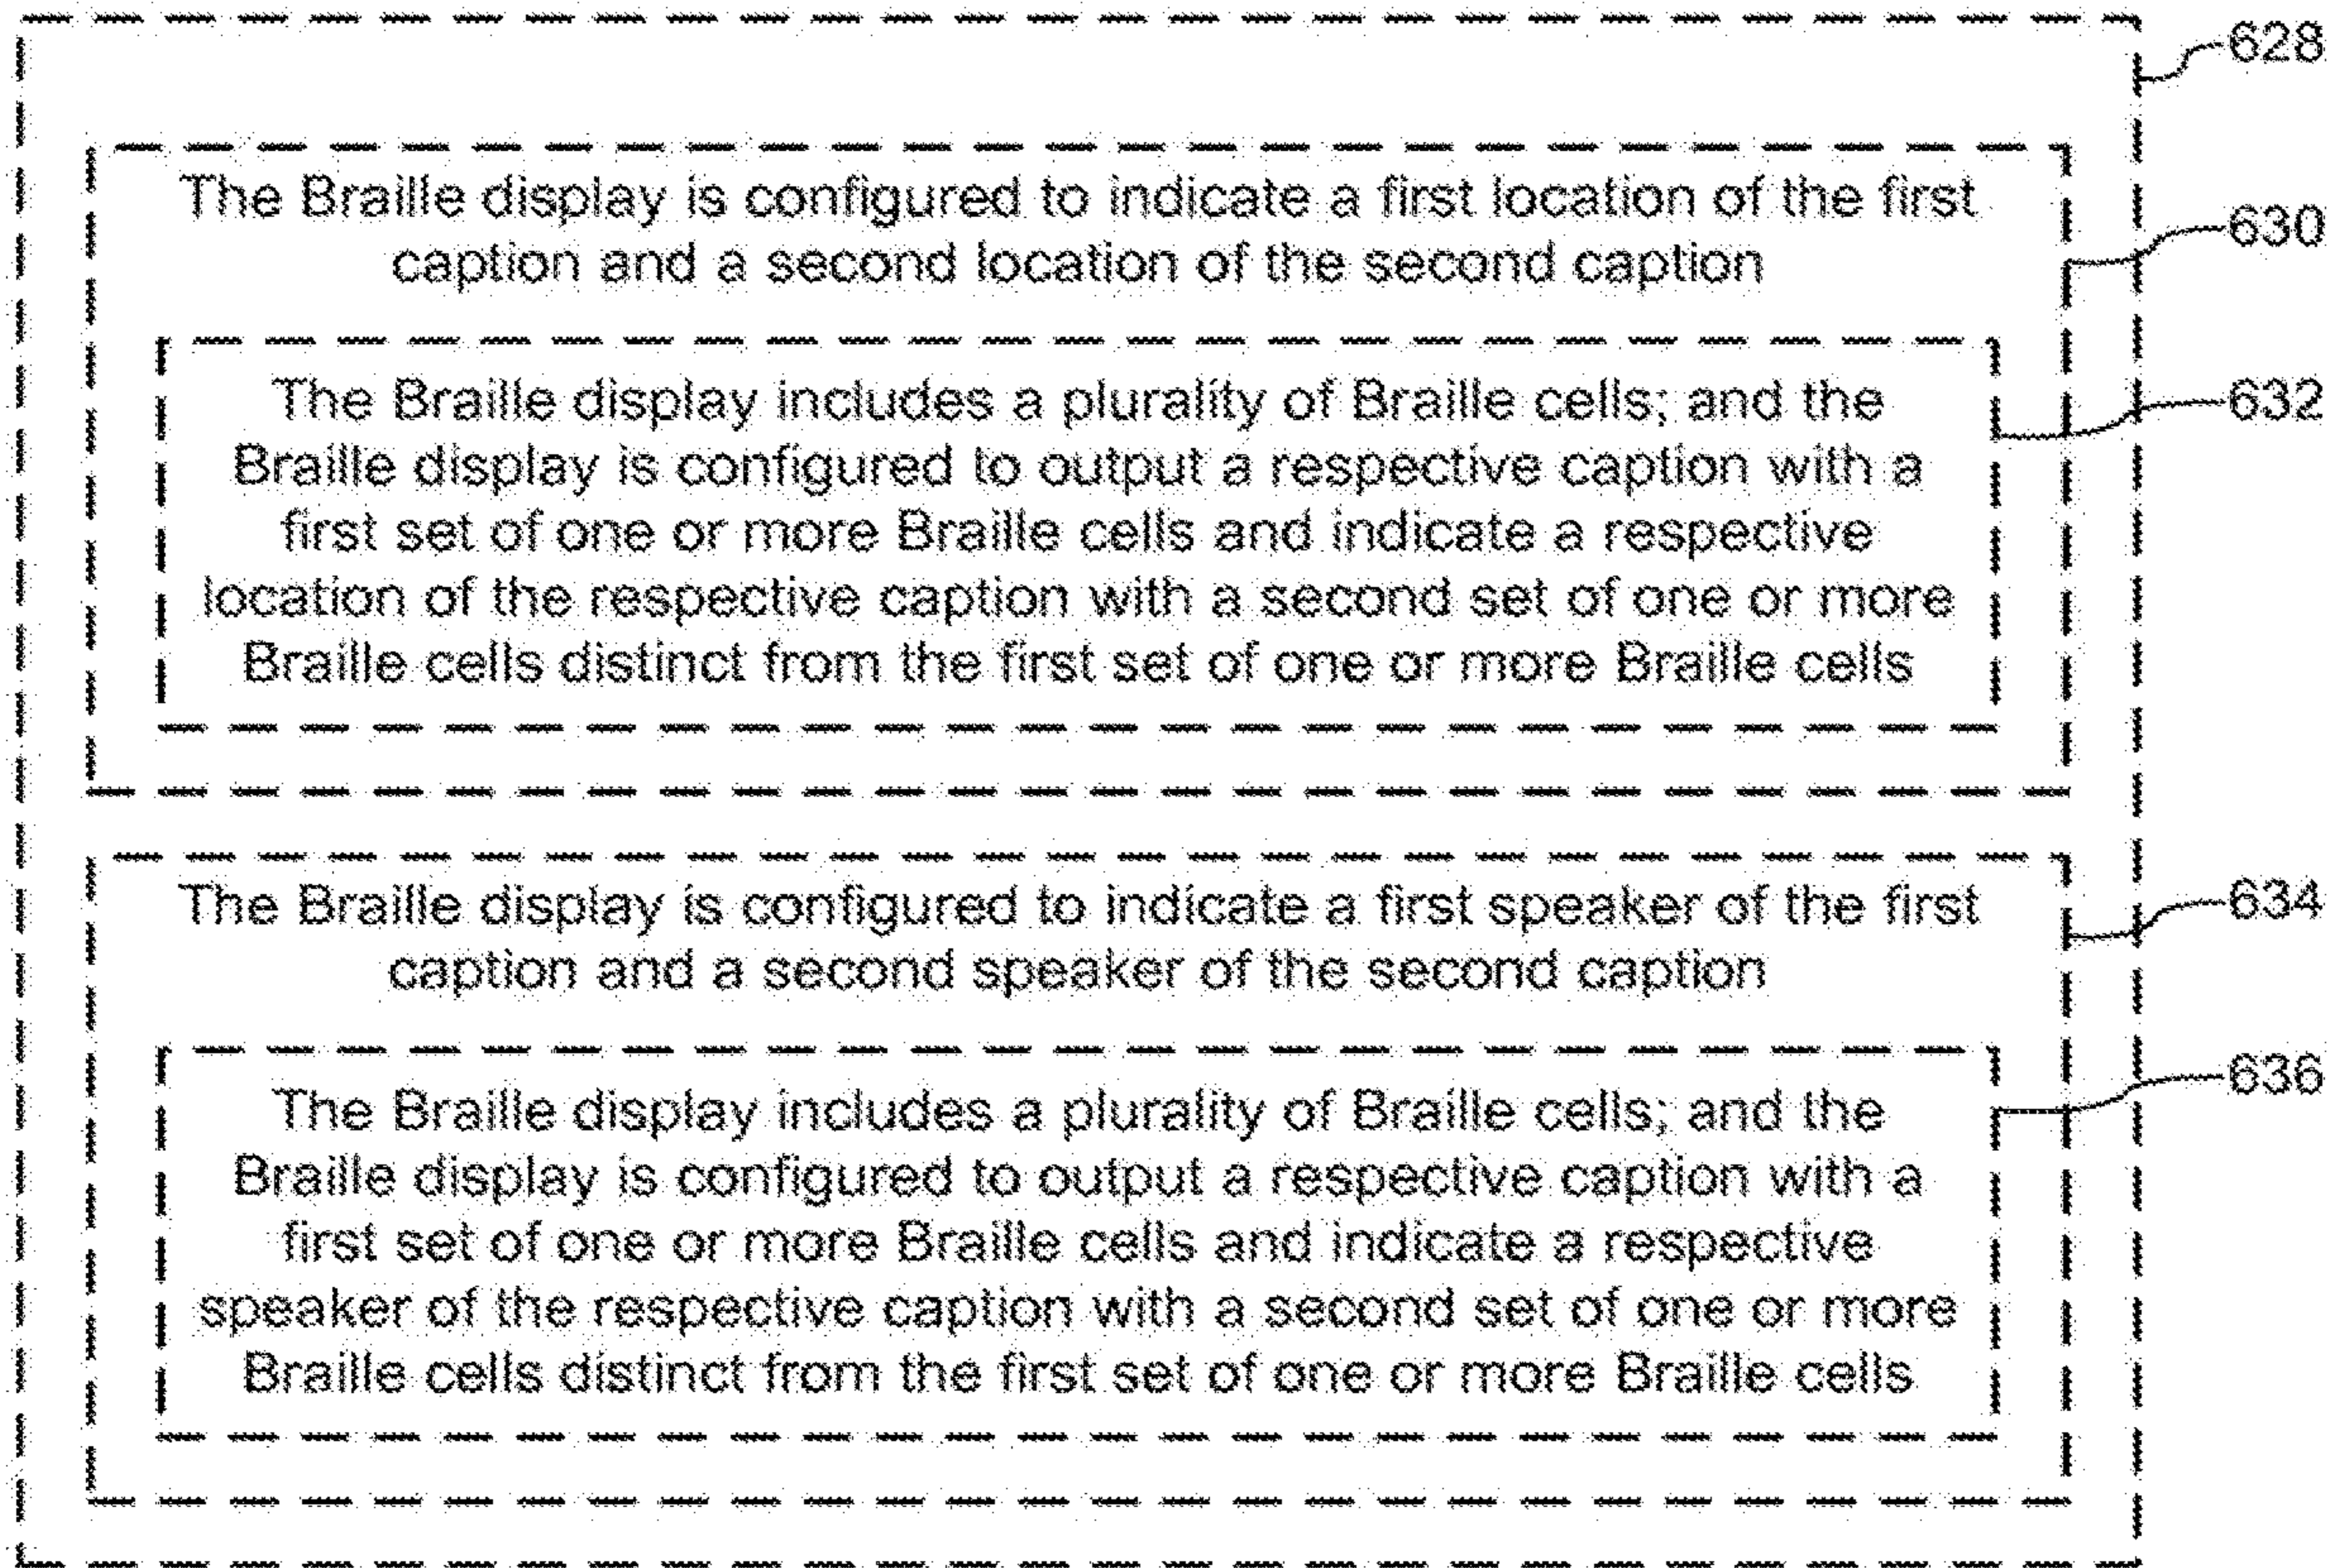 628
The Braille display is configured to indicate a first location of the first
caption and a second location of the second caption
630
The Braille display includes a plurality of Braille cells; and the
Braille display is configured to output a respective caption with a
first set of one or more Braille cells and indicate a respective
location of the respective caption with a second set of one or more
Braille cells distinct from the first set of one or more Braille cells
632
The Braille display is configured to indicate a first speaker of the first
caption and a second speaker of the second caption
634
The Braille display includes a plurality of Braille cells; and the
Braille display is configured to output a respective caption with a
first set of one or more Braille cells and indicate a respective
speaker of the respective caption with a second set of one or more
Braille cells distinct from the first set of one or more Braille cells
636